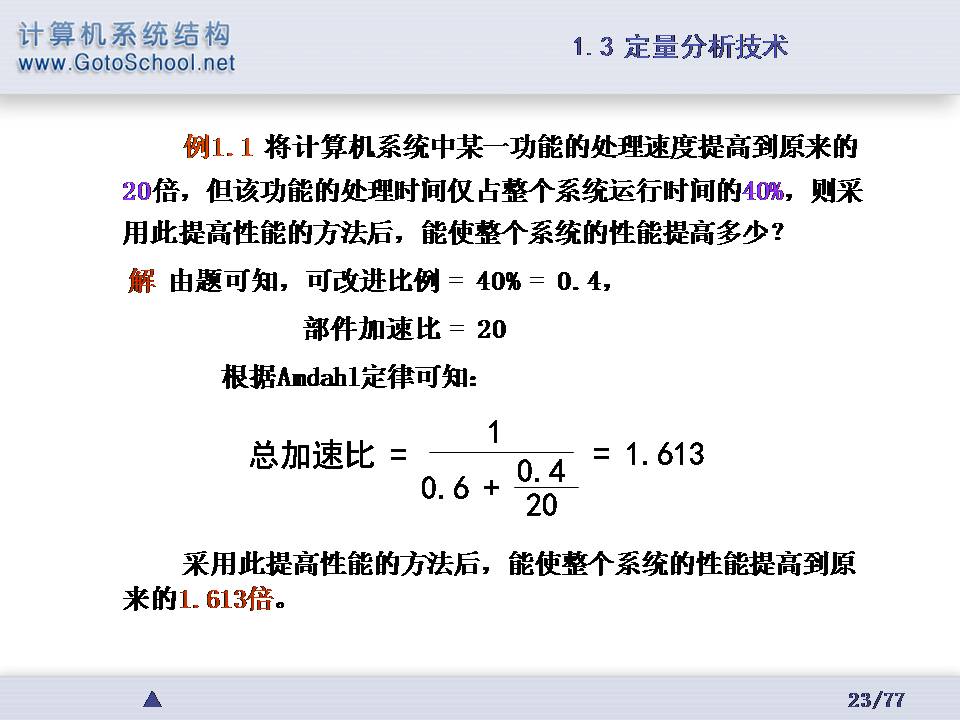 计算机系统结构
www.GotoSchool.net
1.3 定量分析技术
例1.1 将计算机系统中某一功能的处理速度提高到原来的
20倍，但该功能的处理时间仅占整个系统运行时间的40%，则采
用此提高性能的方法后，能使整个系统的性能提高多少？
解 由题可知，可改进比例 = 40% = 0.4，
部件加速比 = 20
根据Amdahl定律可知：
1
总加速比 = = 1.613
0.6 + 0.4
20
采用此提高性能的方法后，能使整个系统的性能提高到原
来的1.613倍。
23/77